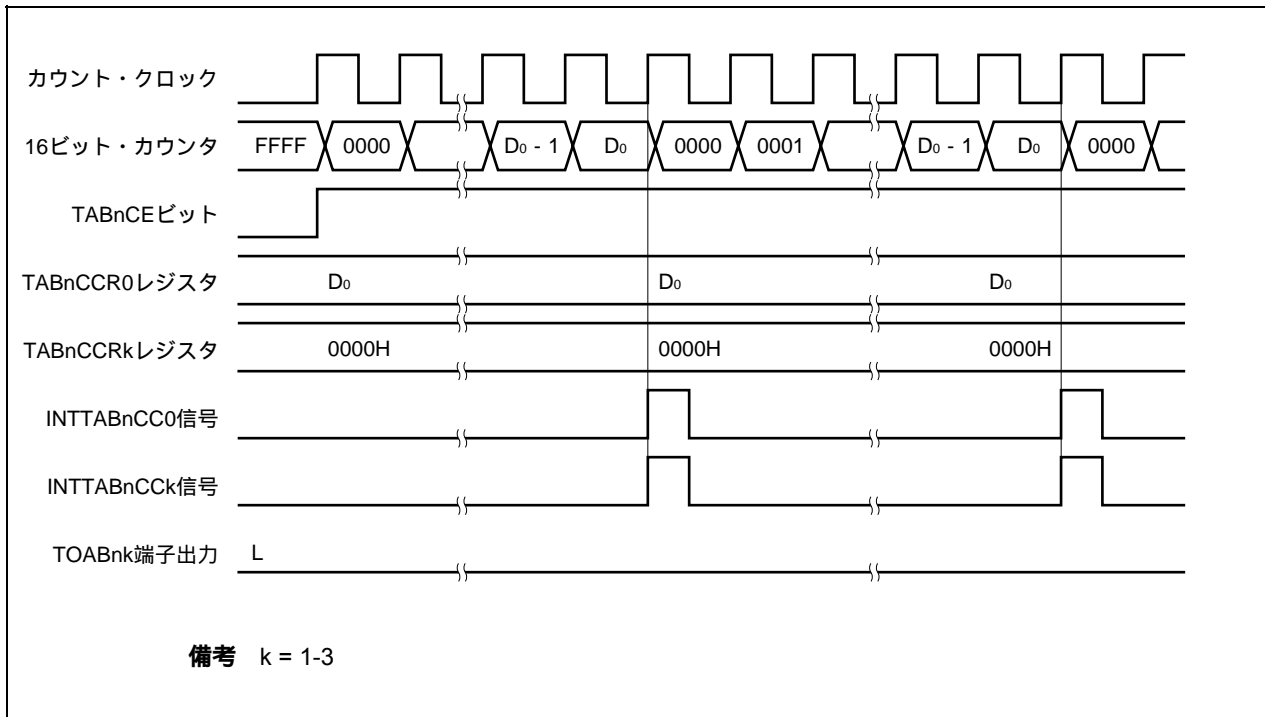 カウント・クロック
16ビット・カウンタ FFFF 0000 D0 - 1 D0 0000 0001 D0 - 1 D0 0000
TABnCEビット
TABnCCR0レジスタ D0 D0 D0
TABnCCRkレジスタ 0000H 0000H 0000H
INTTABnCC0信号
INTTABnCCk信号
TOABnk端子出力 L
備考 k = 1-3